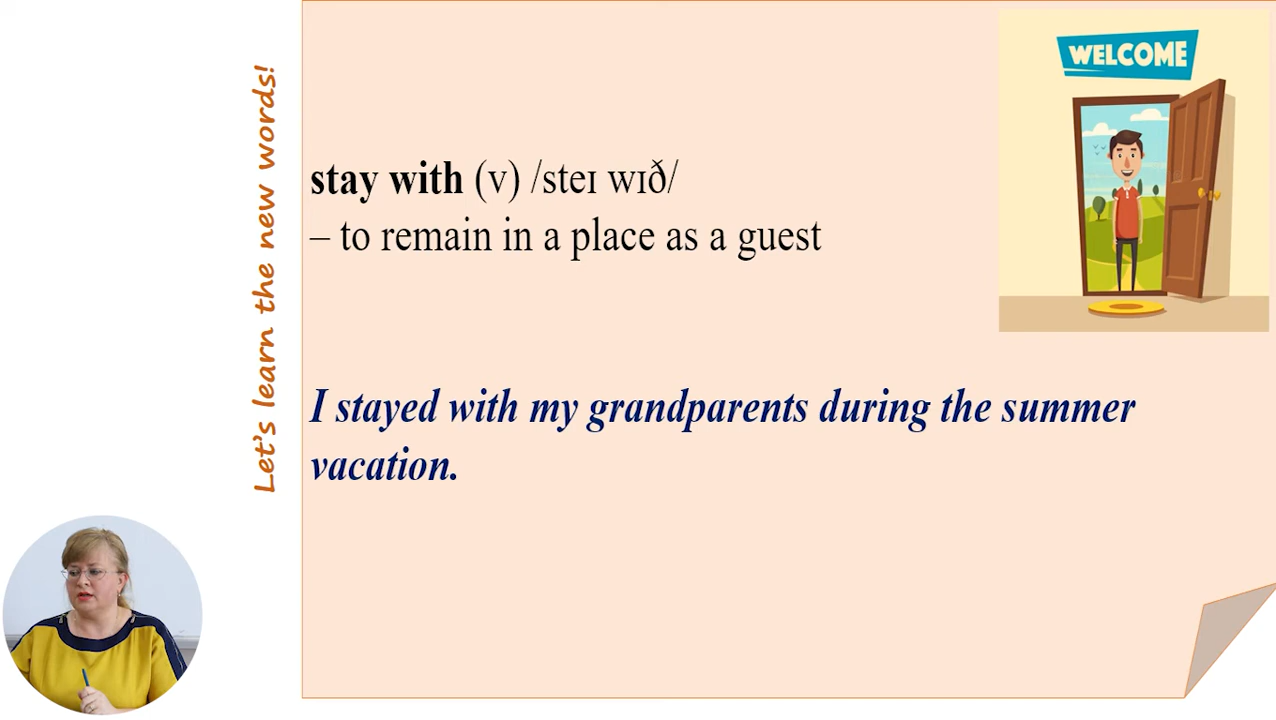 Let's learn the new words!
WELCOME
stay with (v) /steɪ wɪð/
– to remain in a place as a guest
I stayed with my grandparents during the summer
vacation.